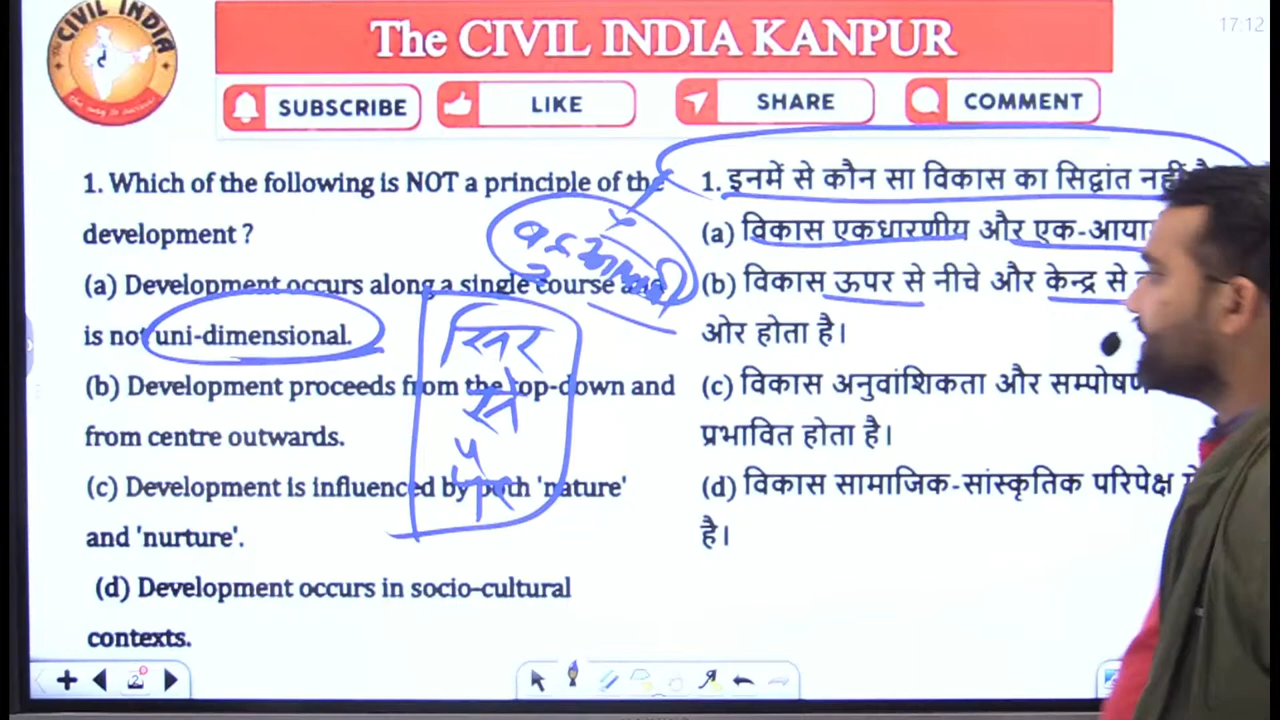 CIVIL INDIA
The CIVIL INDIA KANPUR
17:12
SUBSCRIBE
LIKE
SHARE
COMMENT
1. Which of the following is NOT a principle of the
development ?
(a) Development occurs along a single course and
is not uni-dimensional.
(b) Development proceeds from the top-down and
from centre outwards.
(c) Development is influenced by both 'nature'
and 'nurture'.
(d) Development occurs in socio-cultural
contexts.
1. इनमें से कौन सा विकास का सिद्वांत नहीं
(a) विकास एकधारणीय और एक-आया
(b) विकास ऊपर से नीचे और केन्द्र से
ओर होता है।
(c) विकास अनुवांशिकता और सम्पोषण
प्रभावित होता है।
(d) विकास सामाजिक-सांस्कृतिक परिपेक्ष
है।
सिर
से
पैर
2